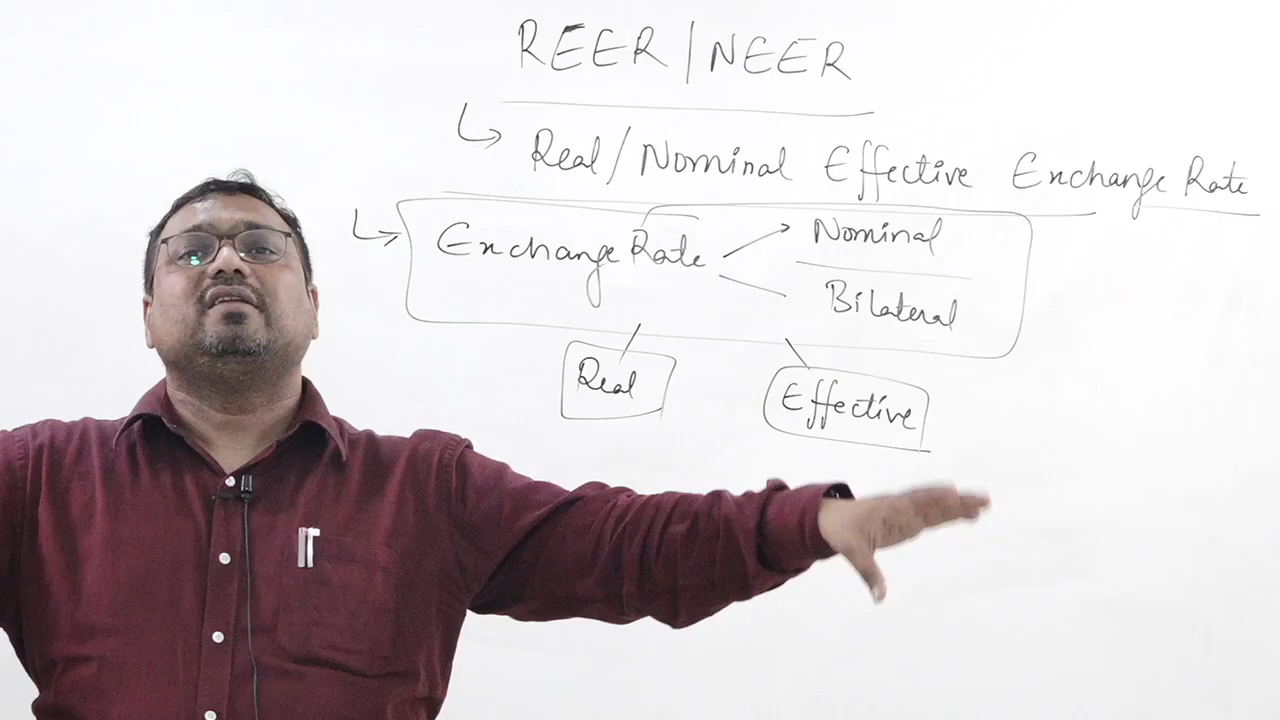 REER/NEER
Real/Nominal Effective Exchange Rate
Exchange Rate
Nominal
Bilateral
Real
Effective